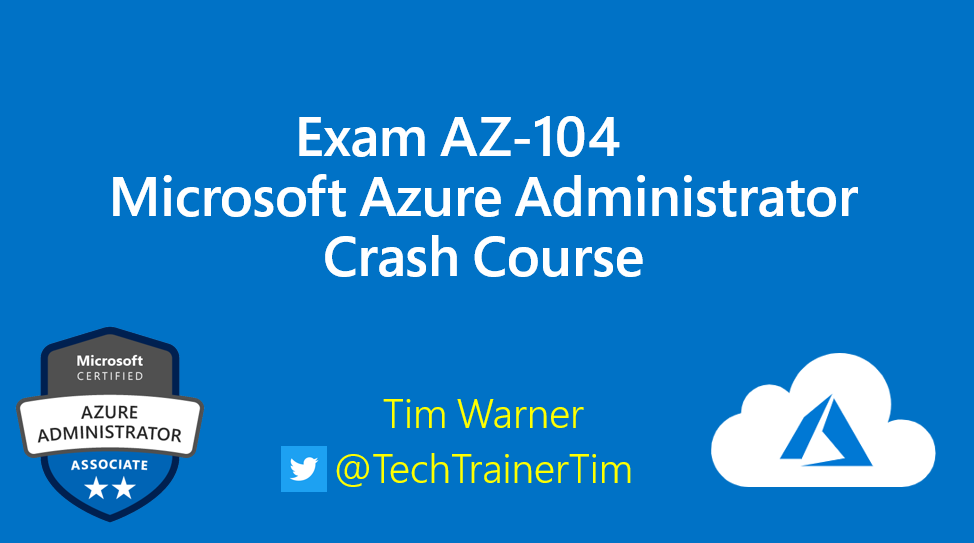 Exam AZ-104
Microsoft Azure Administrator
Crash Course
Microsoft
CERTIFIED
AZURE
ADMINISTRATOR
ASSOCIATE
Tim Warner
@TechTrainerTim